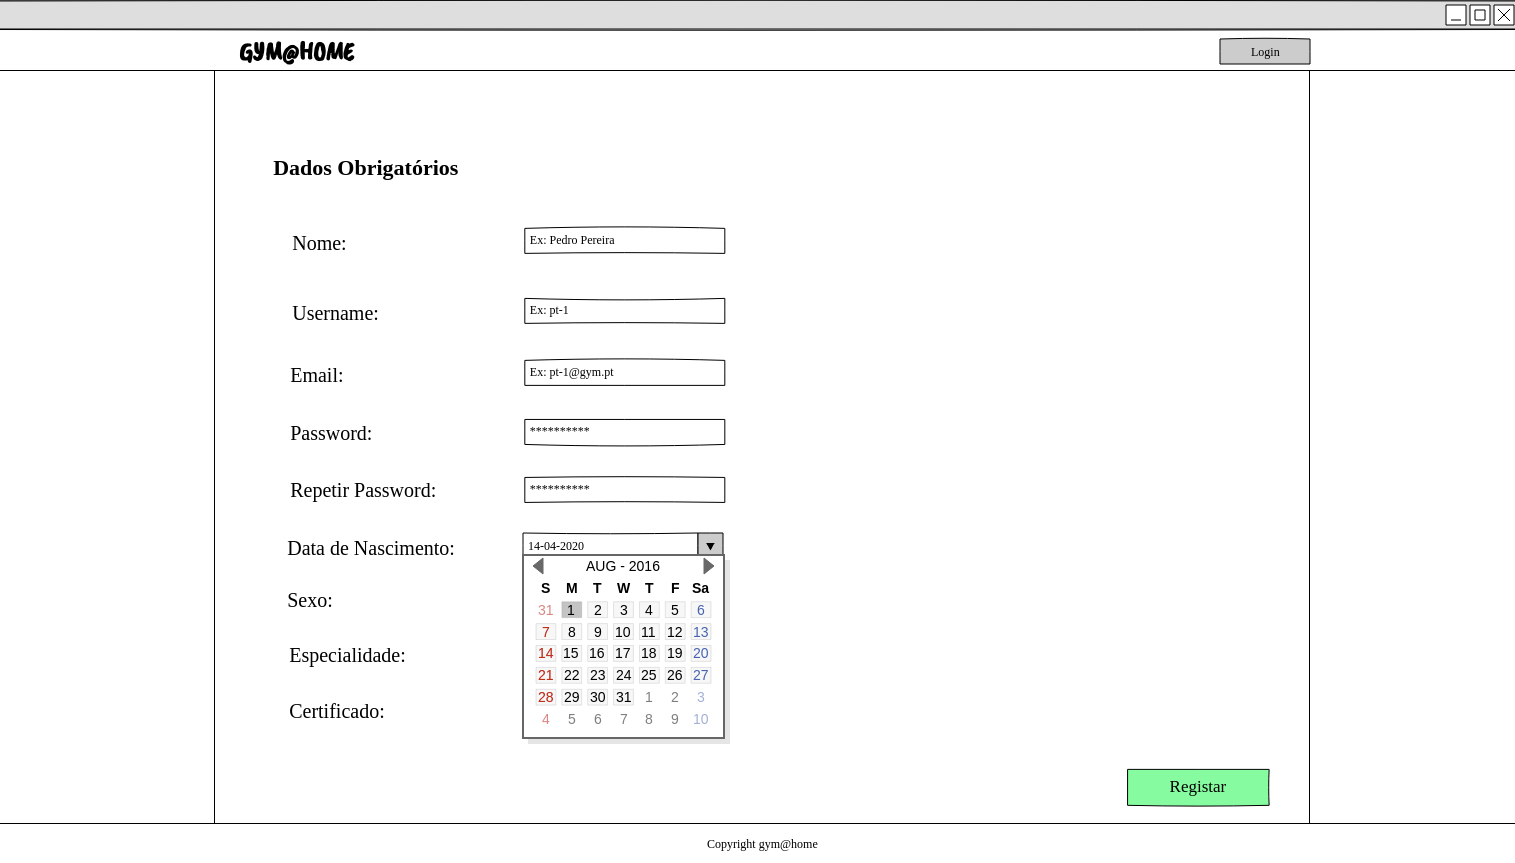 GYM@HOME
Login
Dados Obrigatórios
Nome:
Ex: Pedro Pereira
Username:
Ex: pt-1
Email:
Ex: pt-1@gym.pt
Password:
**********
Repetir Password:
**********
Data de Nascimento:
14-04-2020
AUG - 2016
S M T W T F Sa
31 1 2 3 4 5 6
7 8 9 10 11 12 13
14 15 16 17 18 19 20
21 22 23 24 25 26 27
28 29 30 31 1 2 3
4 5 6 7 8 9 10
Sexo:
Especialidade:
Certificado:
Registar
Copyright gym@home